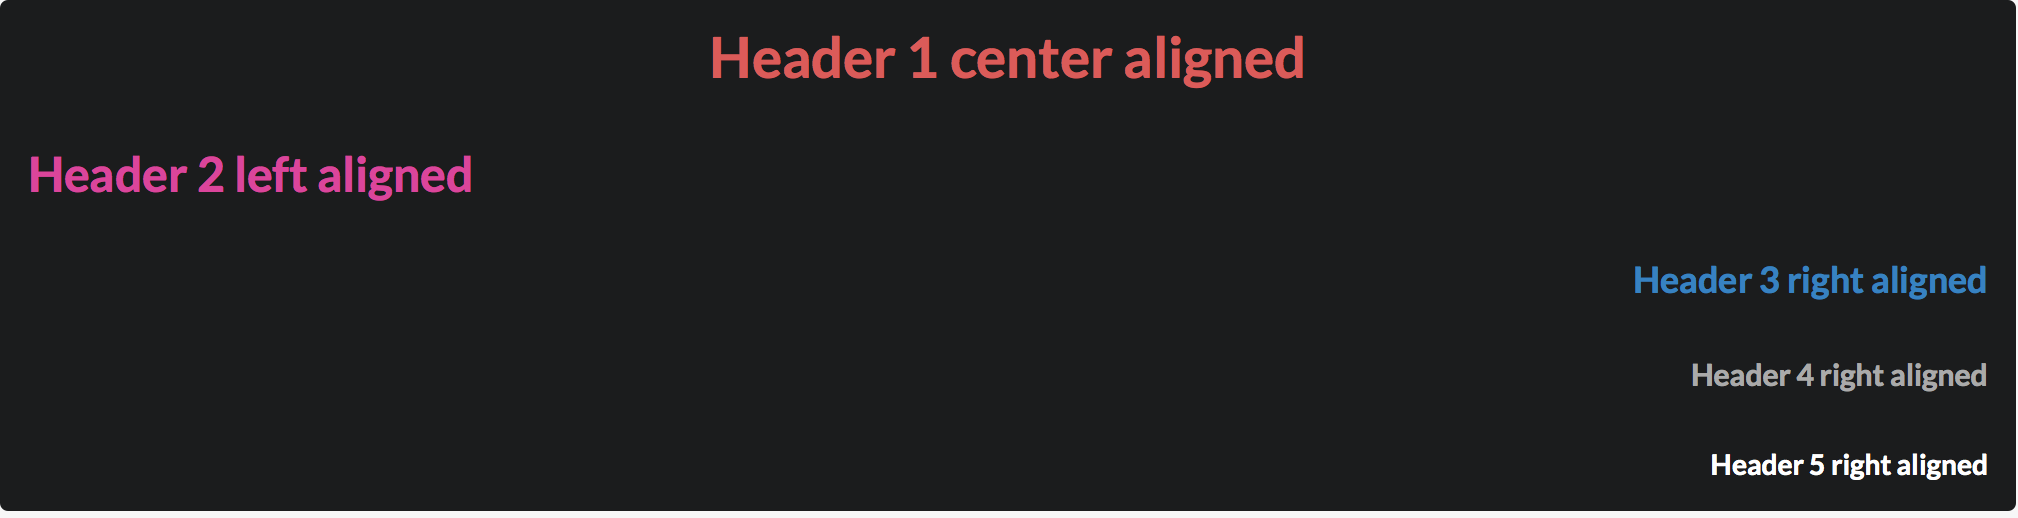 Header 1 center aligned
Header 2 left aligned
Header 3 right aligned
Header 4 right aligned
Header 5 right aligned